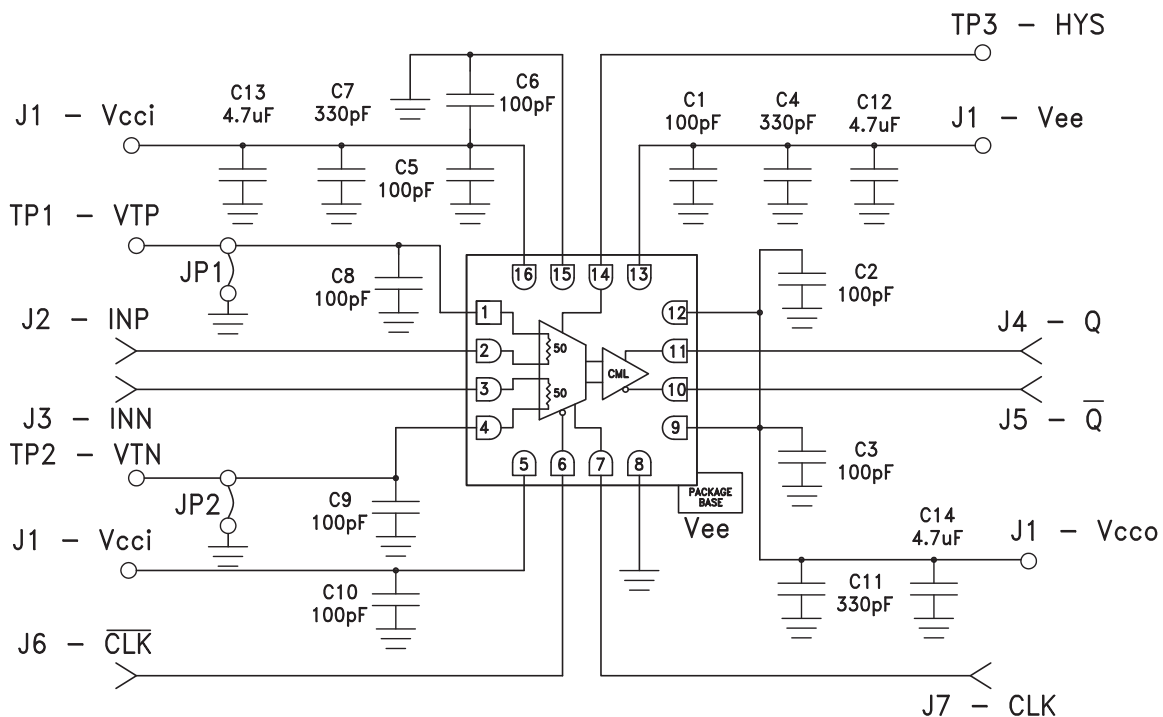 TP3 - HYS
J1 - Vcci
C13
4.7uF
C7
330pF
C6
100pF
C5
100pF
C1
100pF
C4
330pF
C12
4.7uF
J1 - Vee
TP1 - VTP
JP1
C8
100pF
16
15
14
13
C2
100pF
J2 - INP
1
12
J4 - Q
2
50
11
CML
3
50
10
J3 - INN
J5 - Q̅
TP2 - VTN
4
9
C3
100pF
5
6
7
8
JP2
C9
100pF
PACKAGE
BASE
Vee
C14
4.7uF
J1 - Vcco
J1 - Vcci
C10
100pF
C11
330pF
J6 - C̅L̅K̅
J7 - CLK